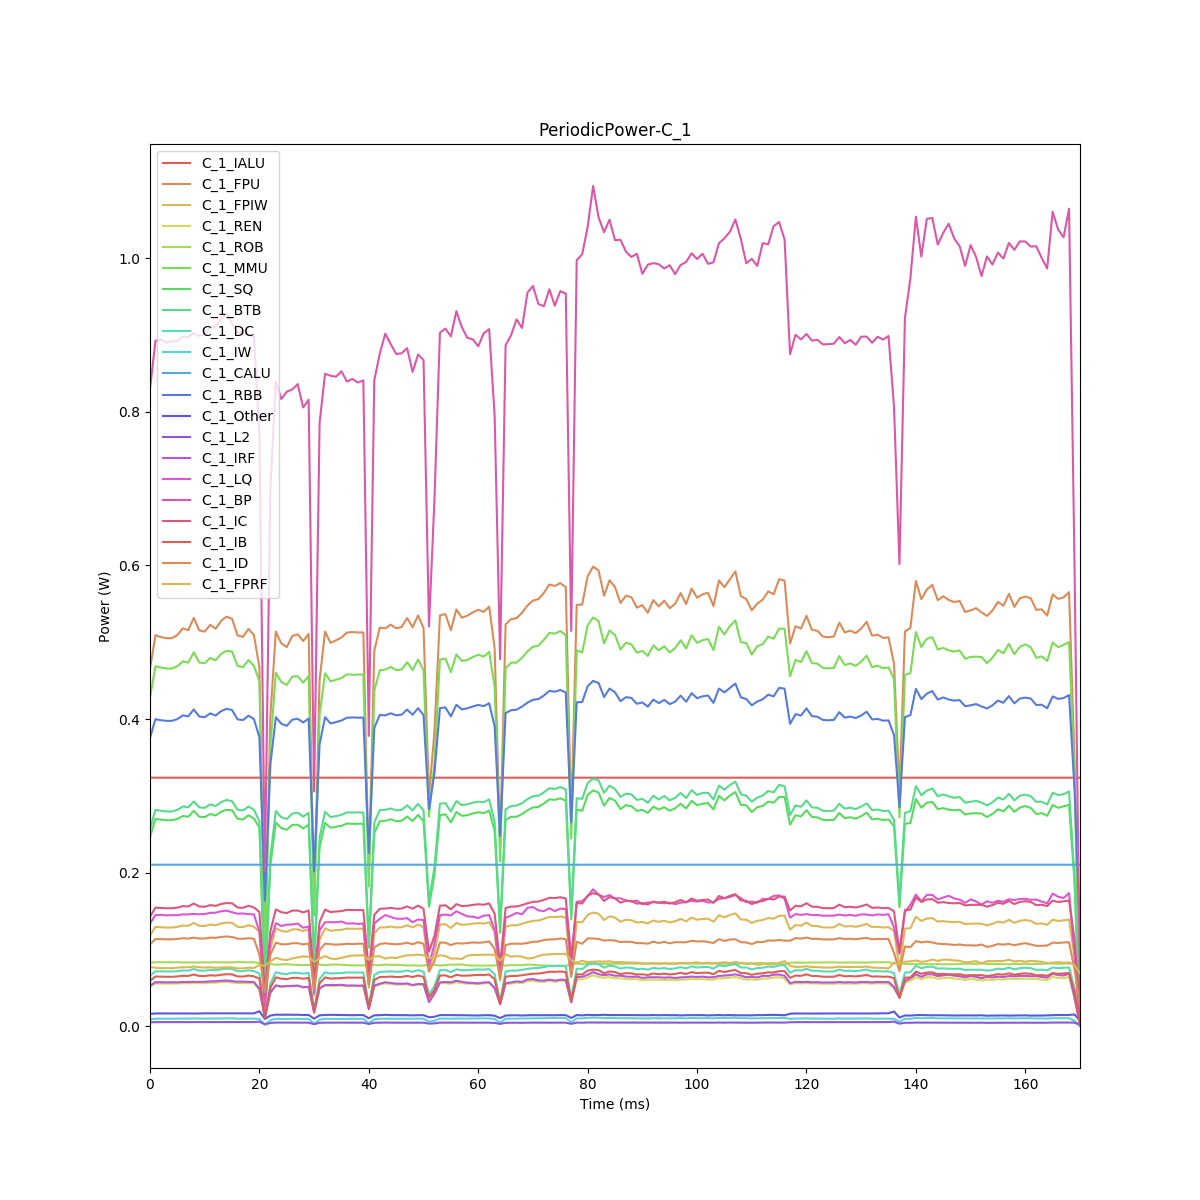 PeriodicPower-C_1
C_1_IALU
C_1_FPU
C_1_FPIW
C_1_REN
C_1_ROB
C_1_MMU
C_1_SQ
C_1_BTB
C_1_DC
C_1_IW
C_1_CALU
C_1_RBB
C_1_Other
C_1_L2
C_1_IRF
C_1_LQ
C_1_BP
C_1_IC
C_1_IB
C_1_ID
C_1_FPRF
1.0
0.8
0.6
0.4
0.2
0.0
Power (W)
0 20 40 60 80 100 120 140 160
Time (ms)